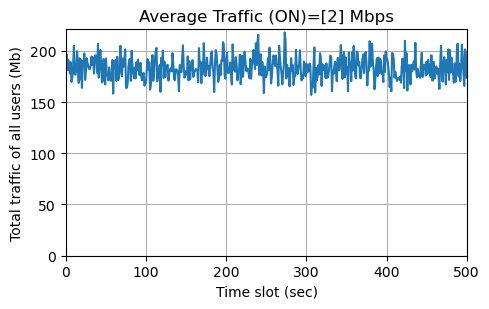 Average Traffic (ON)=[2] Mbps
Total traffic of all users (Mb)
200
150
100
50
0
0 100 200 300 400 500
Time slot (sec)